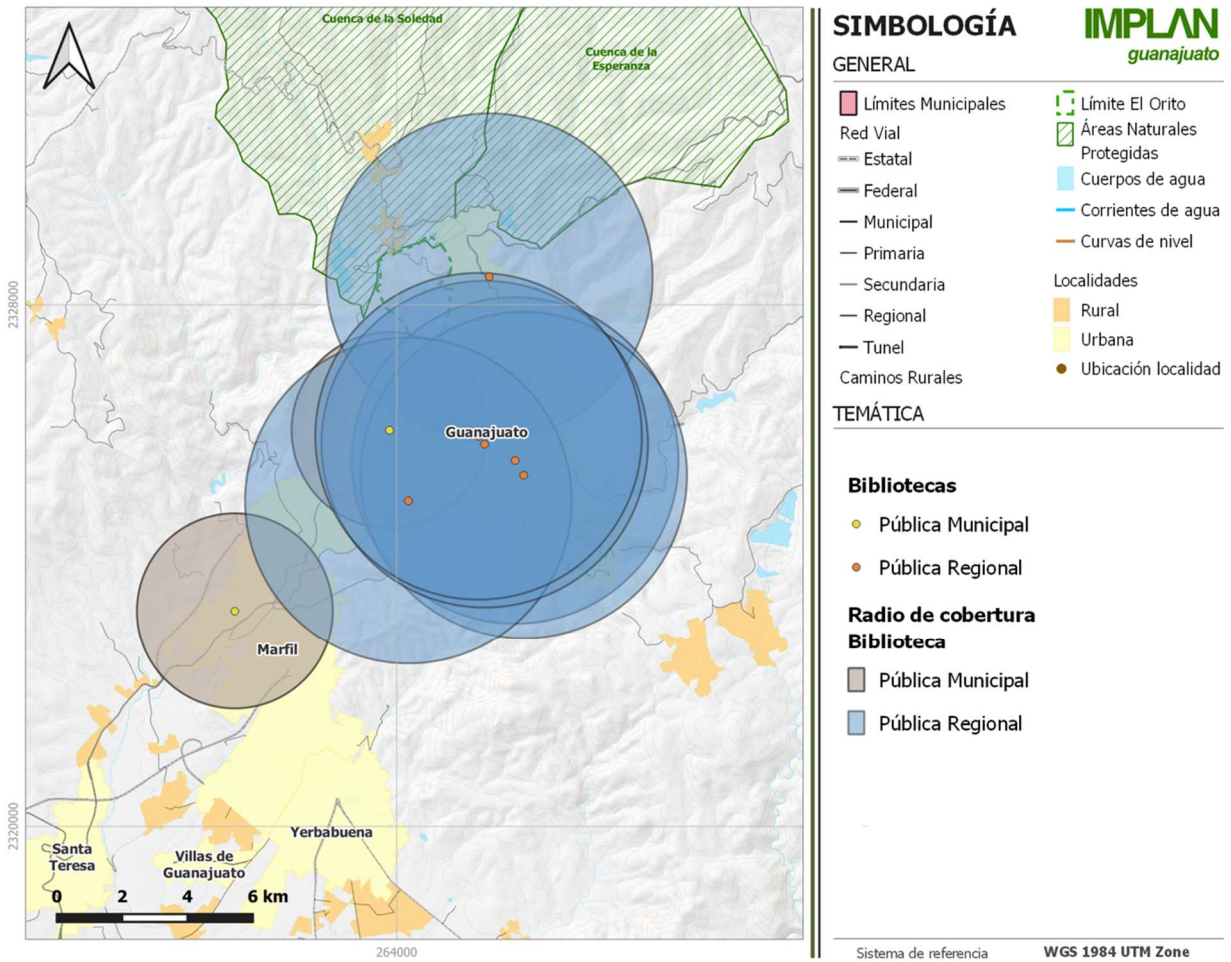 Cuenca de la Soledad
Cuenca de la
Esperanza
2328000
Guanajuato
Marfil
2320000
Yerbabuena
Santa
Teresa
Villas de
Guanajuato
0 2 4 6 km
264000
SIMBOLOGÍA
IMPLAN
guanajuato
GENERAL
Límites Municipales
Red Vial
Estatal
Federal
Municipal
Primaria
Secundaria
Regional
Tunel
Caminos Rurales
Límite El Orito
Áreas Naturales
Protegidas
Cuerpos de agua
Corrientes de agua
Curvas de nivel
Localidades
Rural
Urbana
Ubicación localidad
TEMÁTICA
Bibliotecas
Pública Municipal
Pública Regional
Radio de cobertura
Biblioteca
Pública Municipal
Pública Regional
Sistema de referencia WGS 1984 UTM Zone